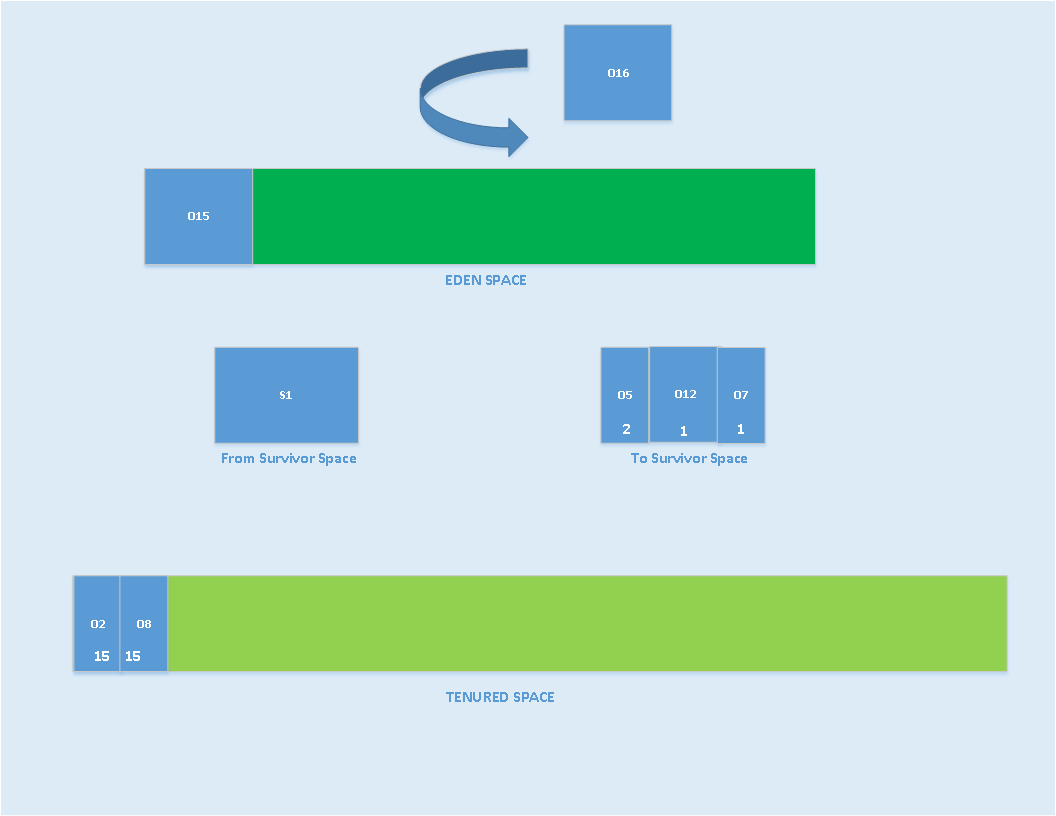 O16
O15
EDEN SPACE
S1
O5 O12 O7
2 1 1
From Survivor Space
To Survivor Space
O2 O8
15 15
TENURED SPACE